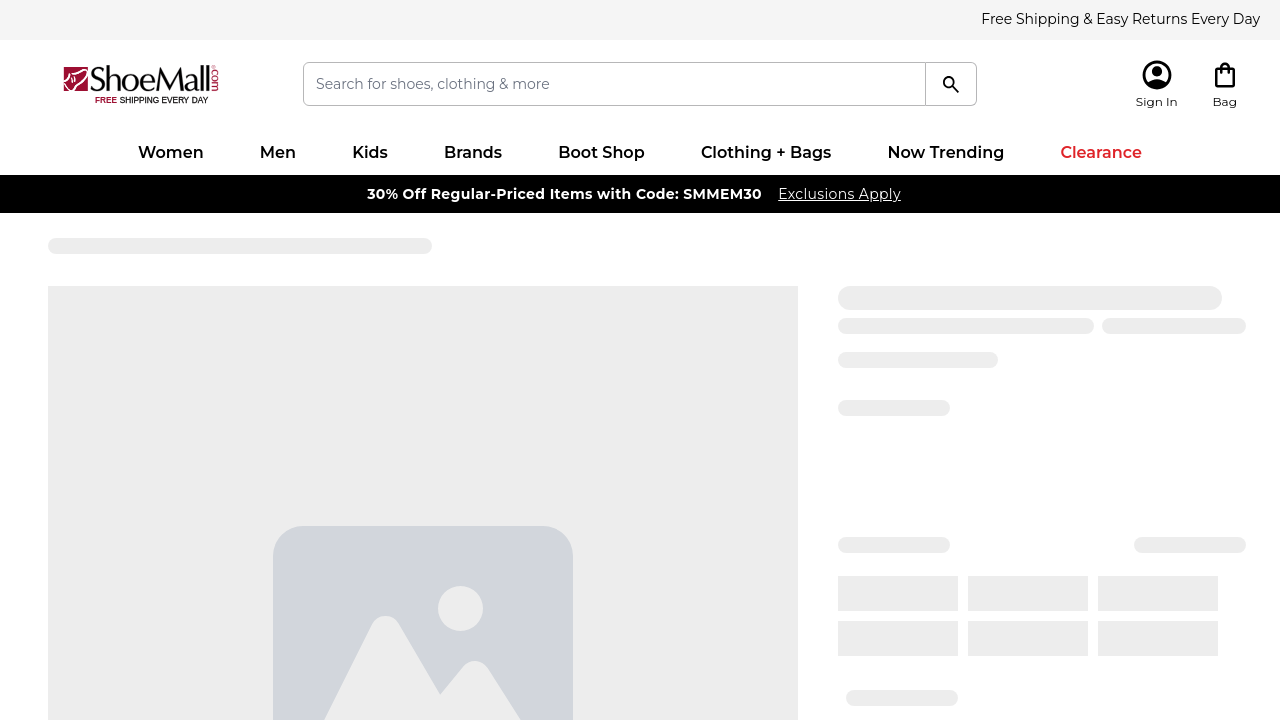 Free Shipping & Easy Returns Every Day
ShoeMall.com
FREE SHIPPING EVERY DAY
Search for shoes, clothing & more
Sign In
Bag
Women
Men
Kids
Brands
Boot Shop
Clothing + Bags
Now Trending
Clearance
30% Off Regular-Priced Items with Code: SMMEM30 Exclusions Apply